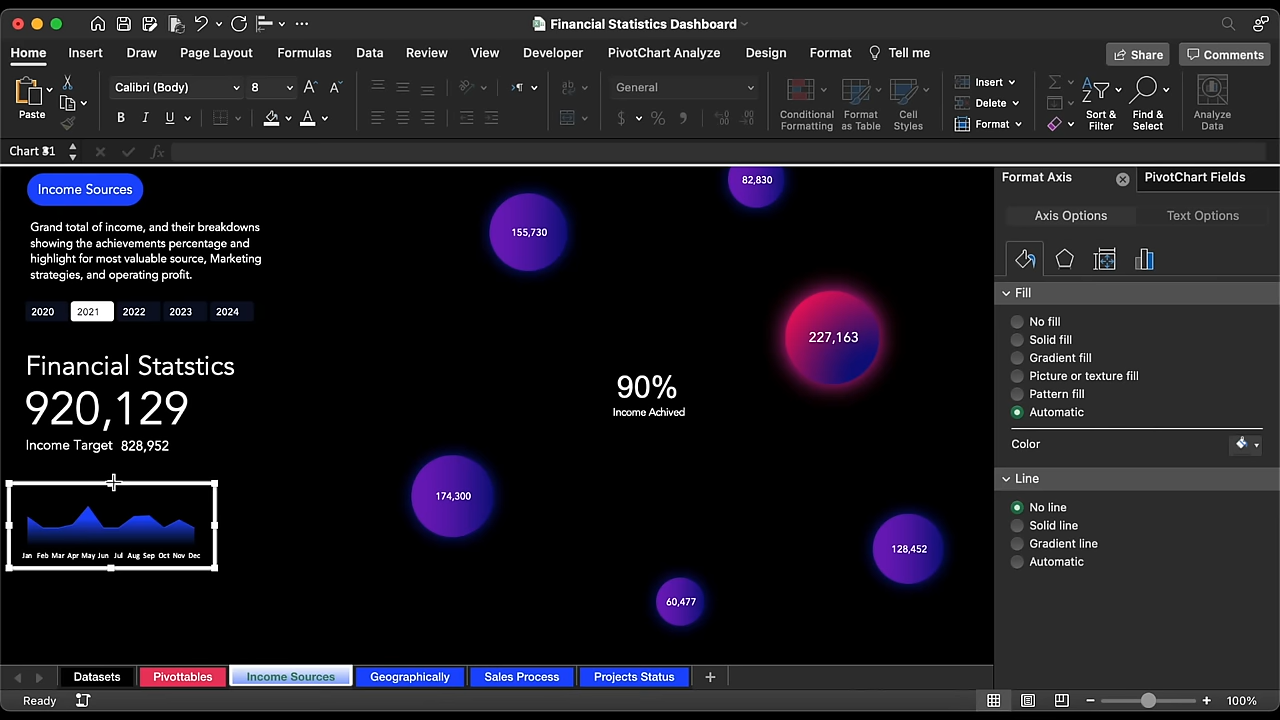 Financial Statistics Dashboard
Home Insert Draw Page Layout Formulas Data Review View Developer PivotChart Analyze Design Format Tell me
Share Comments
Paste
Calibri (Body) 8
B I U
General
$ %
Conditional Formatting
Format as Table
Cell Styles
Insert
Delete
Format
Sort & Filter
Find & Select
Analyze Data
Chart 31
fx
Income Sources
Grand total of income, and their breakdowns
showing the achievements percentage and
highlight for most valuable source, Marketing
strategies, and operating profit.
2020 2021 2022 2023 2024
Financial Statstics
920,129
Income Target 828,952
Jan Feb Mar Apr May Jun Jul Aug Sep Oct Nov Dec
82,830
155,730
227,163
90%
Income Achived
174,300
128,452
60,477
Format Axis PivotChart Fields
Axis Options Text Options
Fill
No fill
Solid fill
Gradient fill
Picture or texture fill
Pattern fill
Automatic
Color
Line
No line
Solid line
Gradient line
Automatic
Datasets Pivottables Income Sources Geographically Sales Process Projects Status
Ready
100%